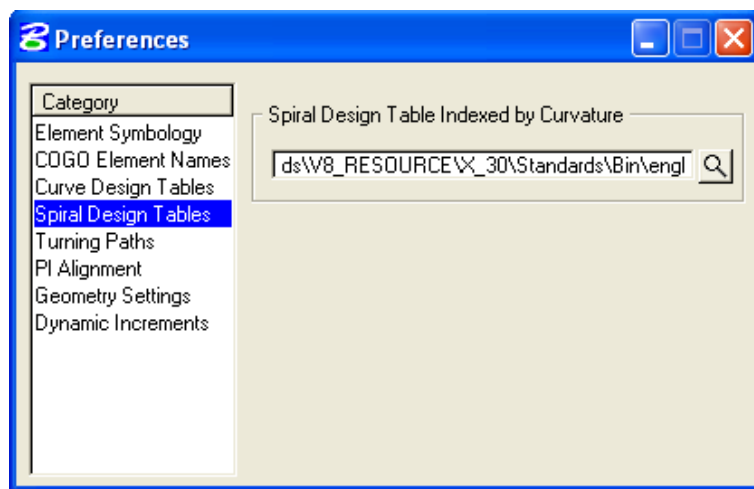 Preferences
Category
Element Symbology
COGO Element Names
Curve Design Tables
Spiral Design Tables
Turning Paths
PI Alignment
Geometry Settings
Dynamic Increments
Spiral Design Table Indexed by Curvature
ds\V8_RESOURCE\X_30\Standards\Bin\engl